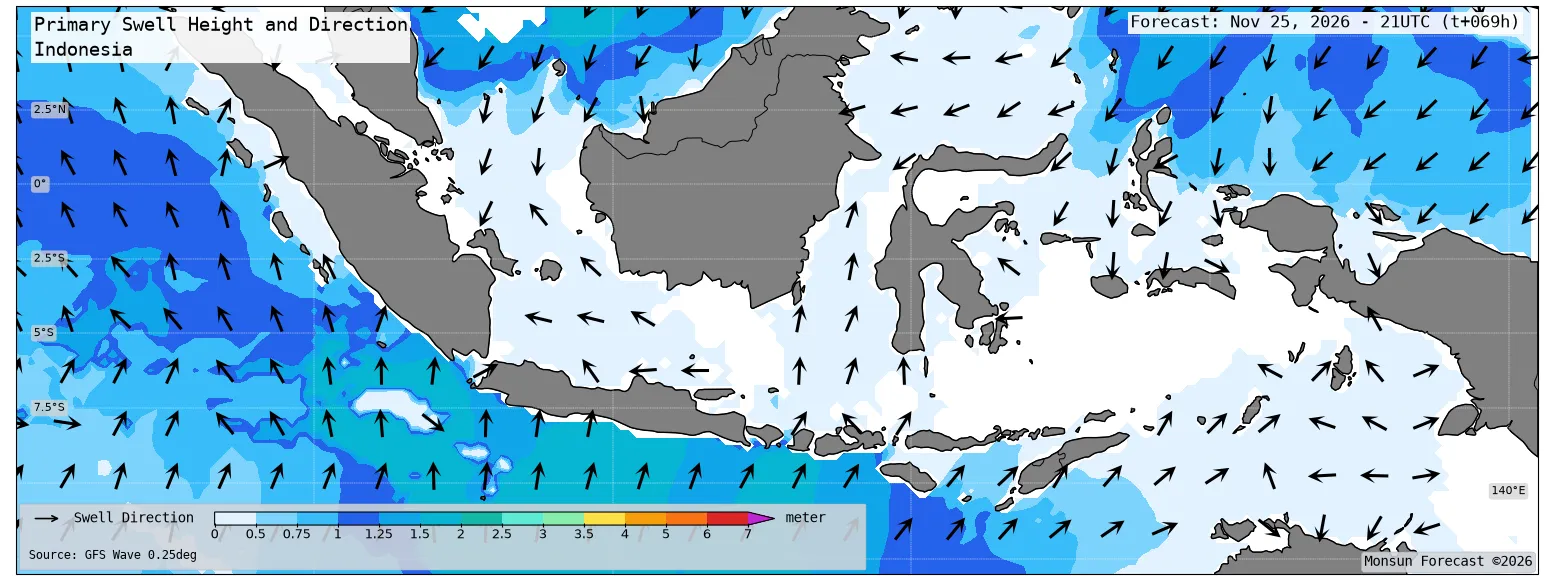 Primary Swell Height and Direction
Indonesia
Forecast: Nov 25, 2026 - 21UTC (t+069h)
2.5°N
0°
2.5°S
5°S
7.5°S
140°E
Swell Direction
meter
0 0.5 0.75 1 1.25 1.5 2 2.5 3 3.5 4 5 6 7
Source: GFS Wave 0.25deg
Monsun Forecast ©2026